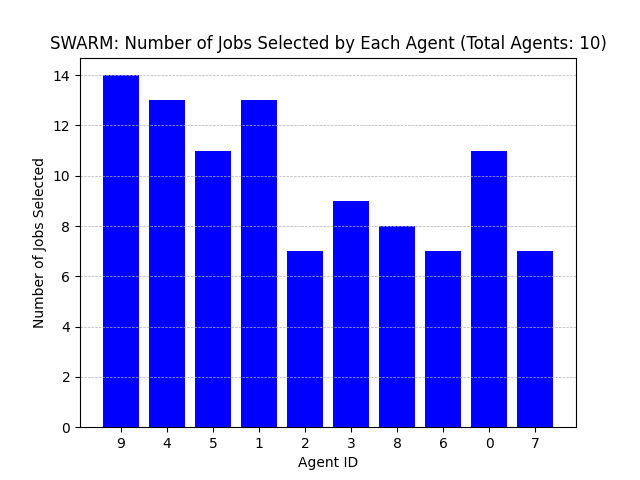 SWARM: Number of Jobs Selected by Each Agent (Total Agents: 10)
Number of Jobs Selected
14
12
10
8
6
4
2
0
9 4 5 1 2 3 8 6 0 7
Agent ID